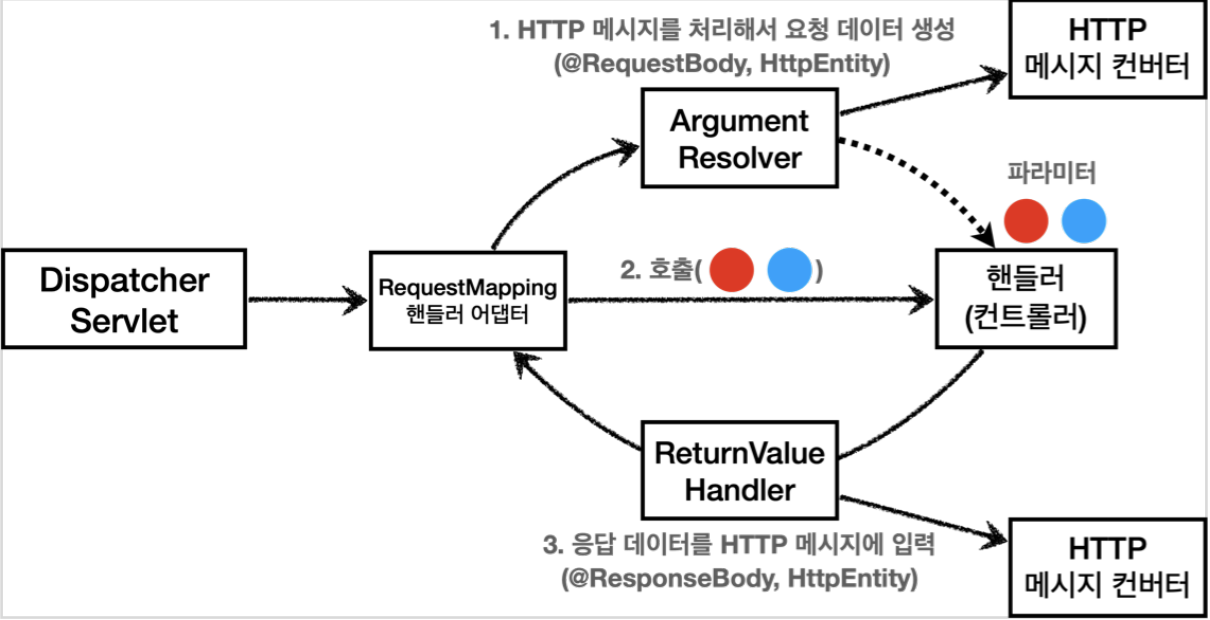 1. HTTP 메시지를 처리해서 요청 데이터 생성
(@RequestBody, HttpEntity)
HTTP
메시지 컨버터
Argument
Resolver
파라미터
Dispatcher
Servlet
RequestMapping
핸들러 어댑터
2. 호출( )
핸들러
(컨트롤러)
ReturnValue
Handler
3. 응답 데이터를 HTTP 메시지에 입력
(@ResponseBody, HttpEntity)
HTTP
메시지 컨버터